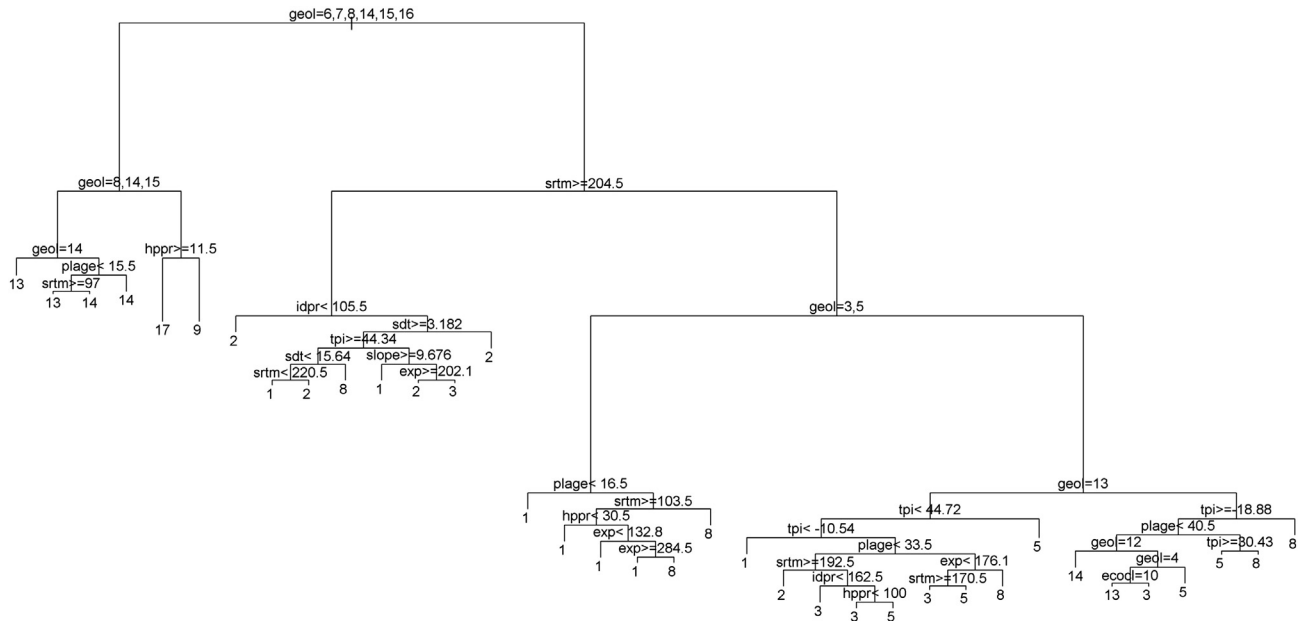 geol=6,7,8,14,15,16
geol=8,14,15
srtm>=204.5
geol=14
hppr>=11.5
plage< 15.5
13
srtm>=97
14
13
14
17
9
idpr< 105.5
geol=3,5
sdt>=3.182
2
tpi>=44.34
2
sdt< 15.64
slope>=9.676
srtm< 220.5
8
1
exp>=202.1
1
2
2
3
plage< 16.5
geol=13
srtm>=103.5
1
hppr< 30.5
8
exp< 132.8
1
exp>=284.5
1
1
8
tpi< 44.72
tpi>=-18.88
tpi< -10.54
plage< 40.5
8
plage< 33.5
5
geol=12
tpi>=30.43
1
srtm>=192.5
exp< 176.1
14
geol=4
5
8
2
idpr< 162.5
srtm>=170.5
8
ecocl=10
5
3
hppr< 100
3
5
13
3
3
5